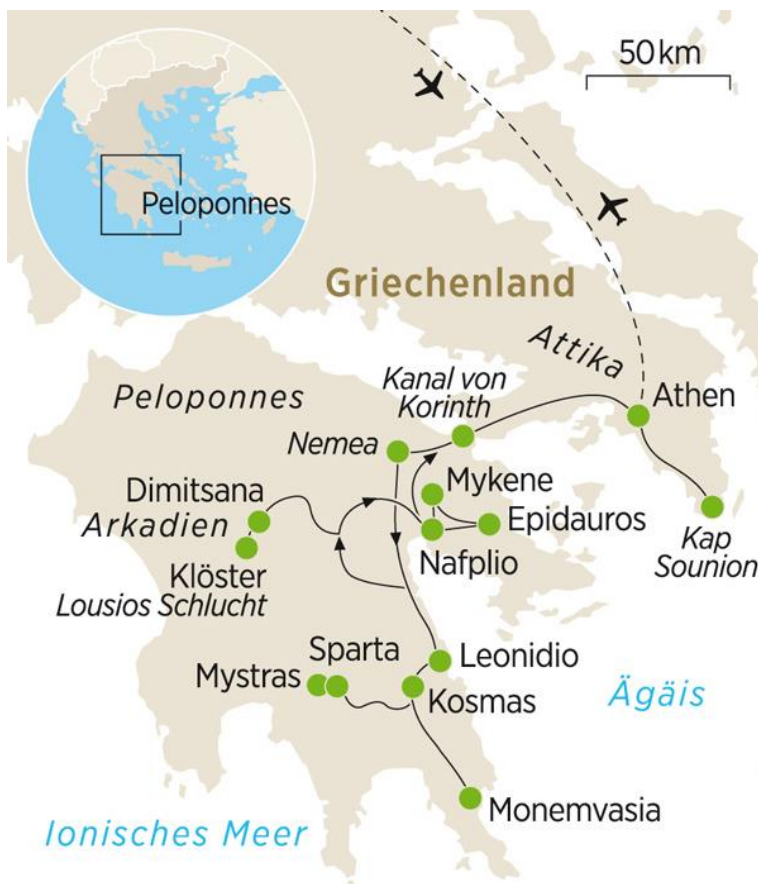 50 km
Peloponnes
Griechenland
Attika
Kanal von
Korinth
Peloponnes
Athen
Nemea
Mykene
Dimitsana
Epidauros
Arkadien
Nafplio
Kap
Sounion
Klöster
Lousios Schlucht
Sparta
Leonidio
Mystras
Kosmas
Ägäis
Monemvasia
Ionisches Meer